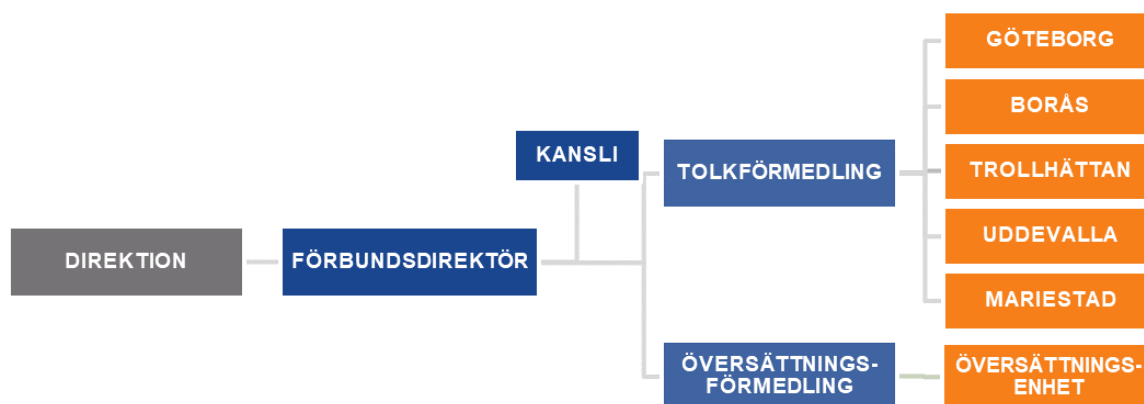 DIREKTION
FÖRBUNDSDIREKTÖR
KANSLI
TOLKFÖRMEDLING
GÖTEBORG
BORÅS
TROLLHÄTTAN
UDDEVALLA
MARIESTAD
ÖVERSÄTTNINGS-
FÖRMEDLING
ÖVERSÄTTNINGS-
ENHET